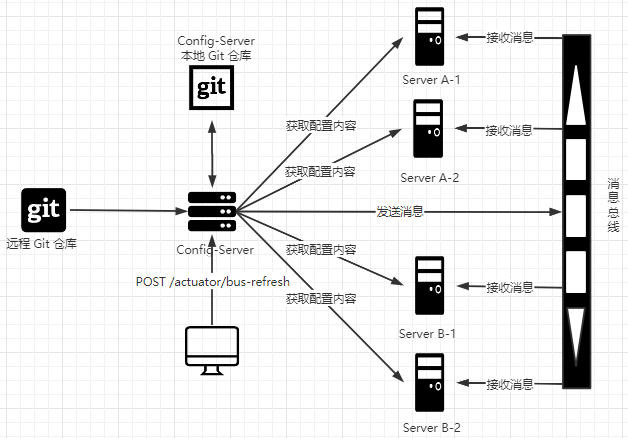 Config-Server
本地 Git 仓库
git
接收消息
Server A-1
获取配置内容
接收消息
获取配置内容
Server A-2
git
远程 Git 仓库
Config-Server
发送消息
消息总线
获取配置内容
POST /actuator/bus-refresh
接收消息
获取配置内容
Server B-1
接收消息
Server B-2